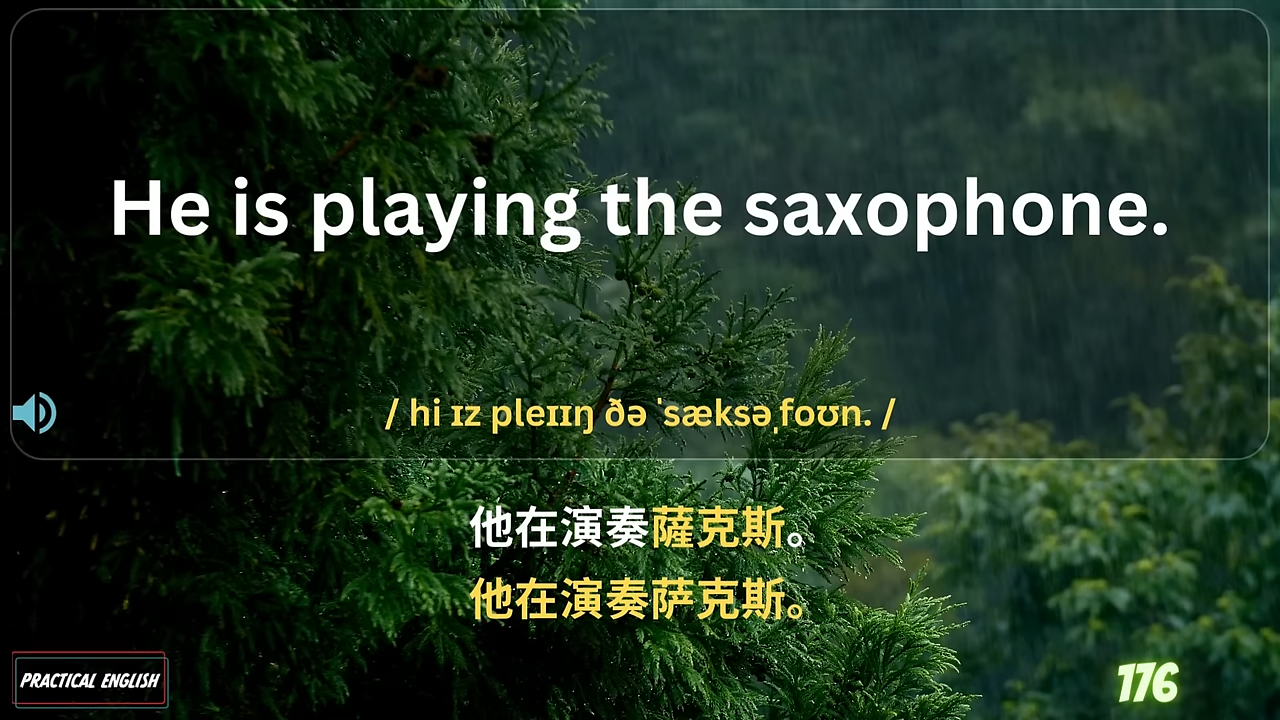 He is playing the saxophone.
/ hi ɪz pleɪɪŋ ðə ˈsæksəˌfoʊn. /
他在演奏薩克斯。
他在演奏萨克斯。
PRACTICAL ENGLISH
176